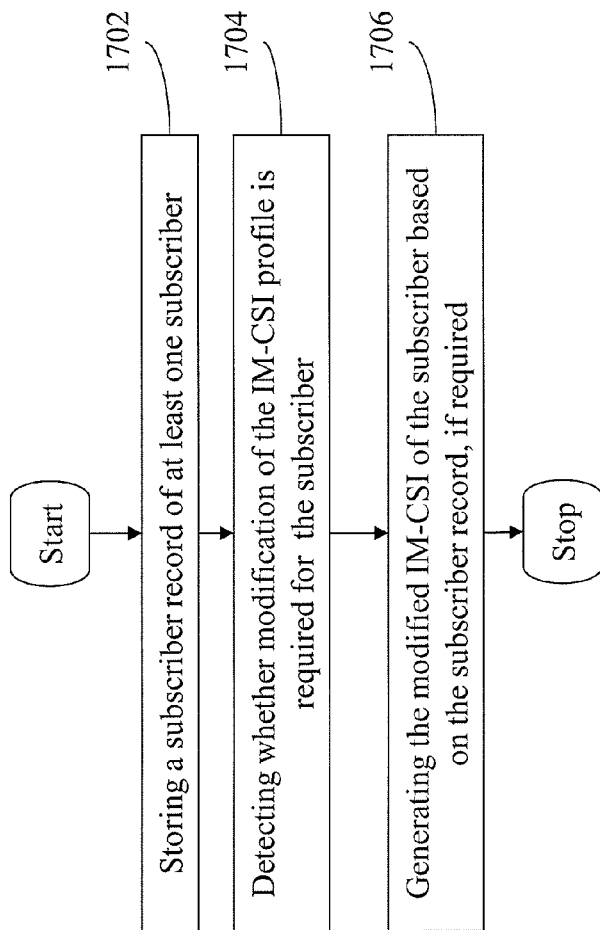 Start
Storing a subscriber record of at least one subscriber
1702
Detecting whether modification of the IM-CSI profile is
required for the subscriber
1704
Generating the modified IM-CSI of the subscriber based
on the subscriber record, if required
1706
Stop